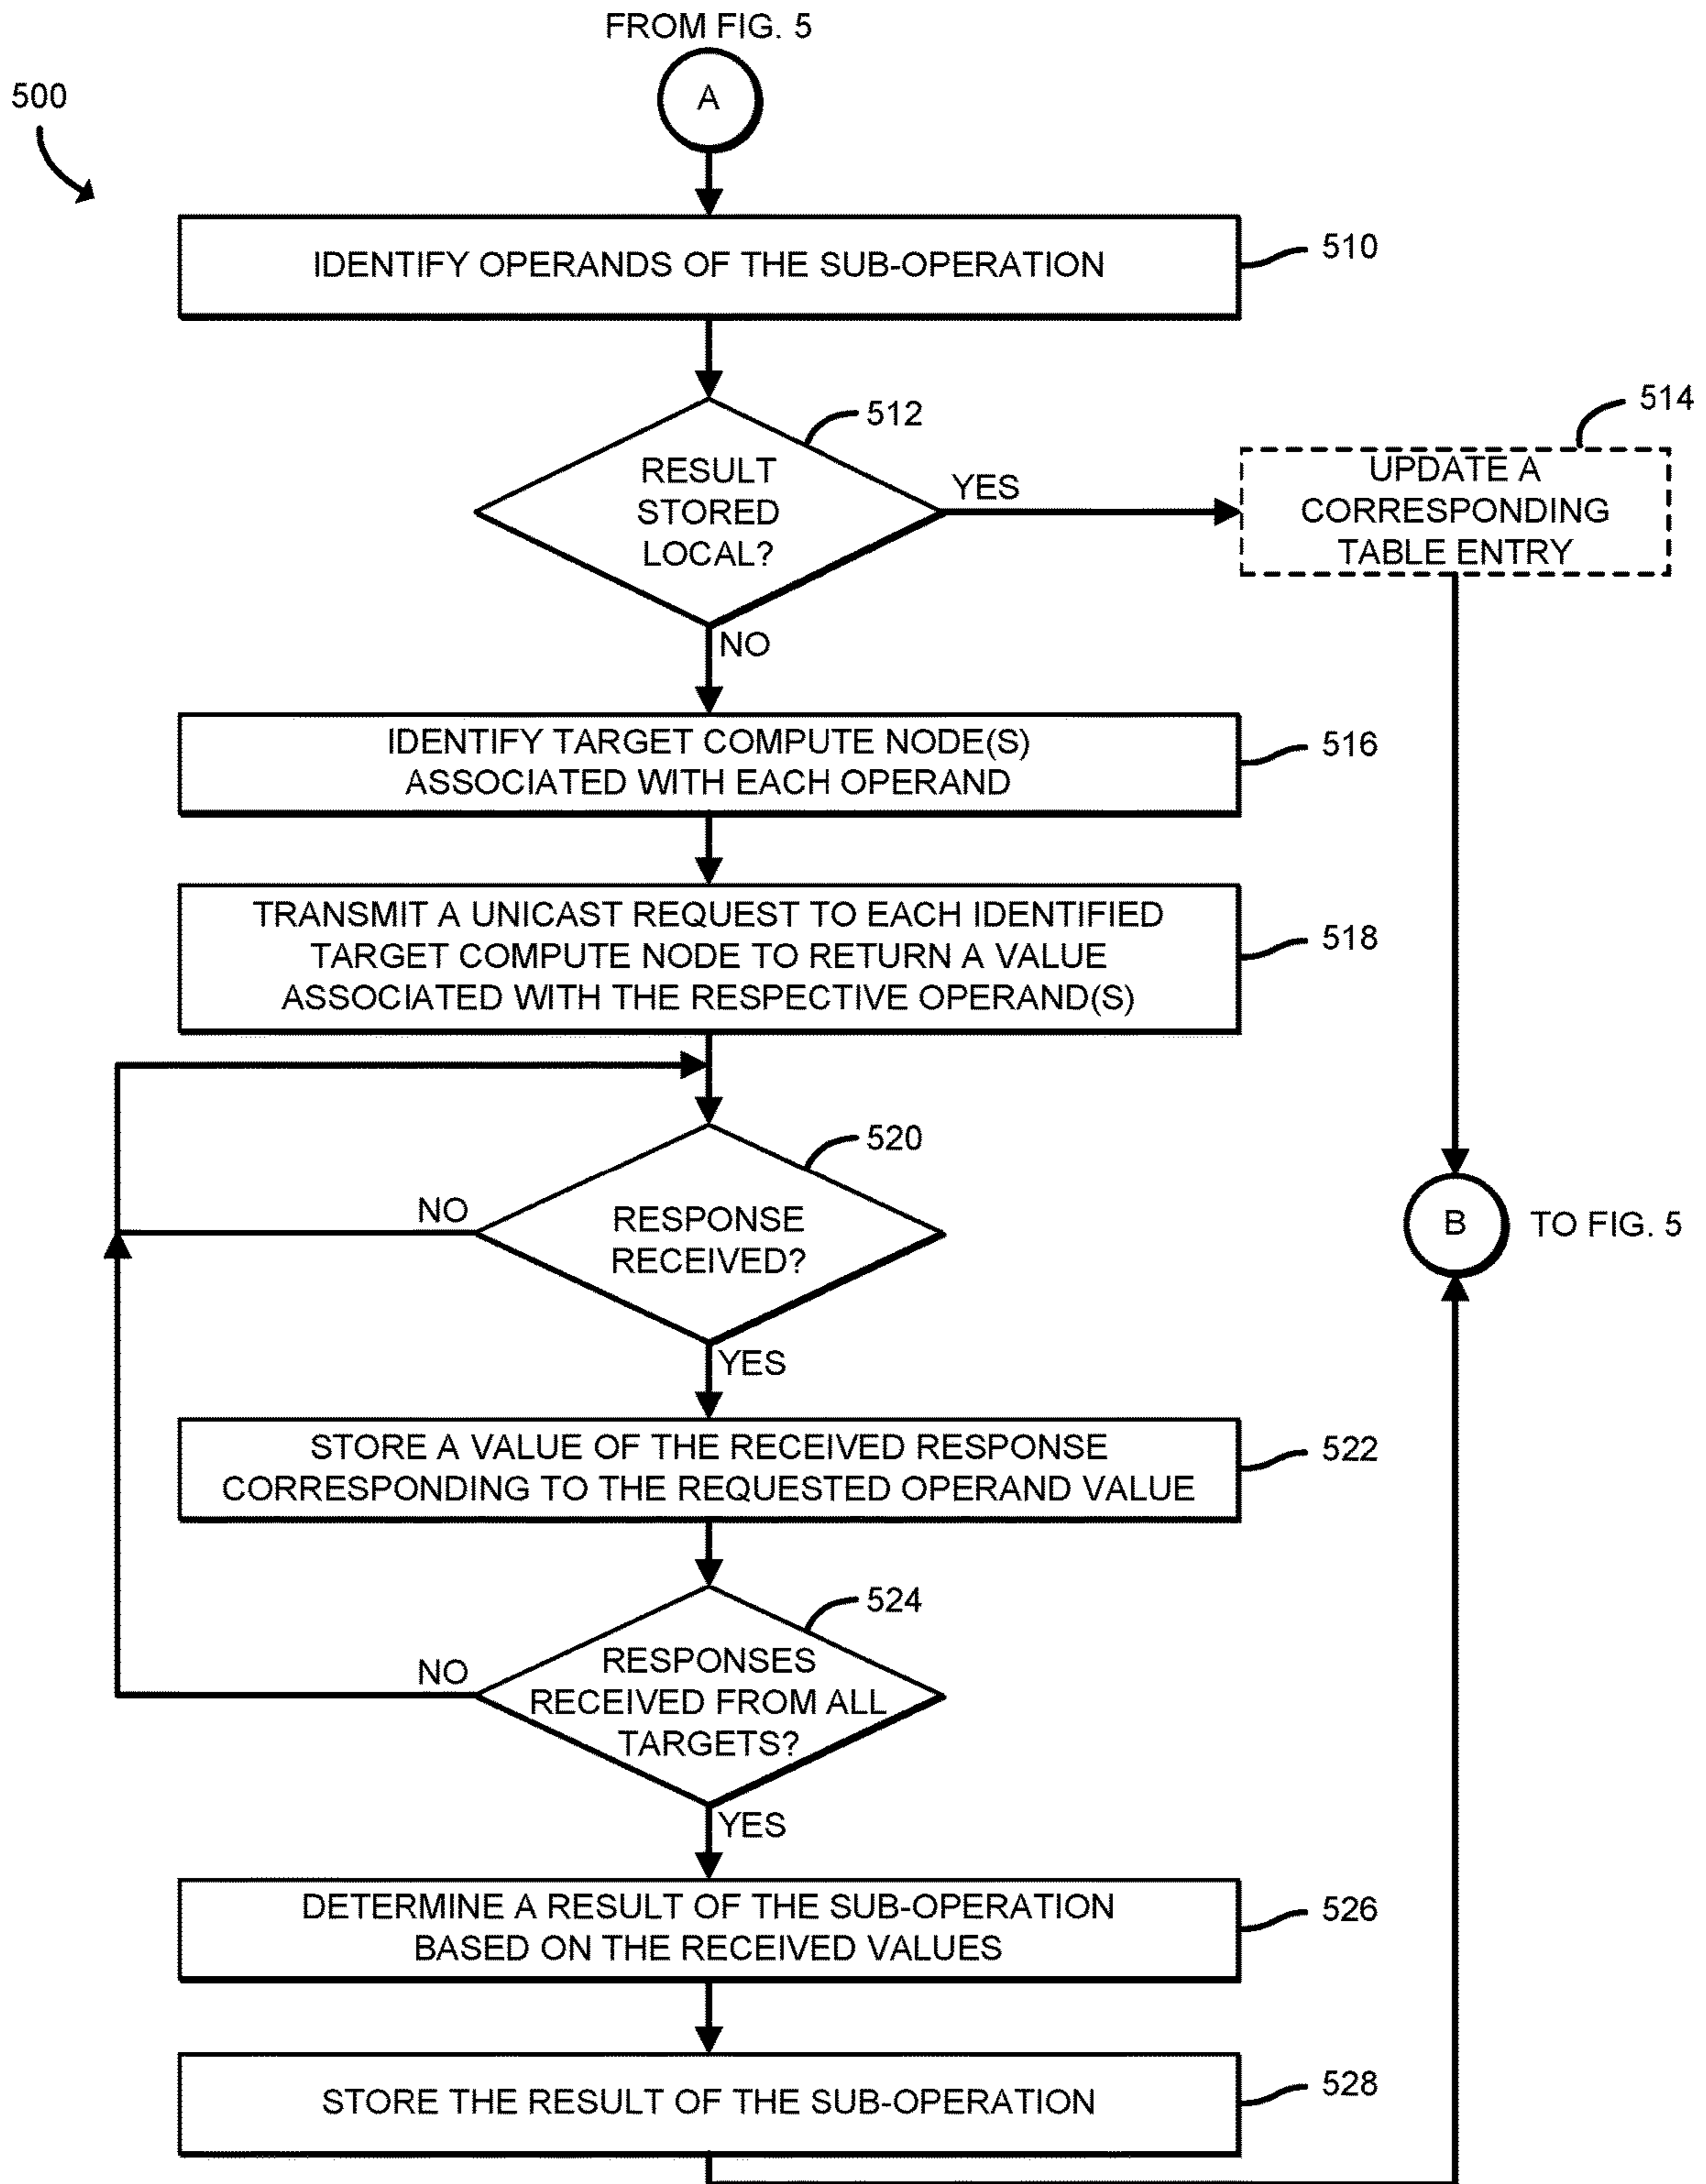 FROM FIG. 5
A
500
IDENTIFY OPERANDS OF THE SUB-OPERATION
510
512
RESULT
STORED
LOCAL?
YES
514
UPDATE A
CORRESPONDING
TABLE ENTRY
NO
IDENTIFY TARGET COMPUTE NODE(S)
ASSOCIATED WITH EACH OPERAND
516
TRANSMIT A UNICAST REQUEST TO EACH IDENTIFIED
TARGET COMPUTE NODE TO RETURN A VALUE
ASSOCIATED WITH THE RESPECTIVE OPERAND(S)
518
520
NO
RESPONSE
RECEIVED?
B
TO FIG. 5
YES
STORE A VALUE OF THE RECEIVED RESPONSE
CORRESPONDING TO THE REQUESTED OPERAND VALUE
522
524
NO
RESPONSES
RECEIVED FROM ALL
TARGETS?
YES
DETERMINE A RESULT OF THE SUB-OPERATION
BASED ON THE RECEIVED VALUES
526
STORE THE RESULT OF THE SUB-OPERATION
528